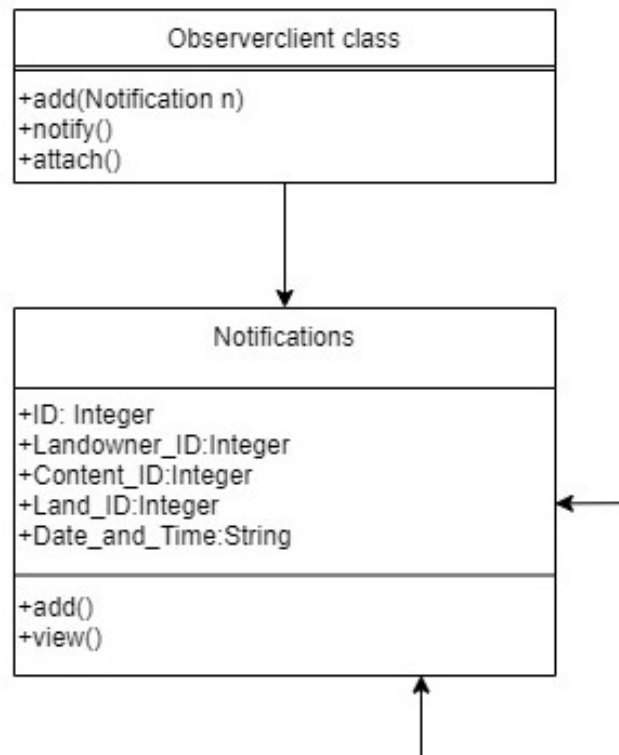 Observerclient class
+add(Notification n)
+notify()
+attach()
Notifications
+ID: Integer
+Landowner_ID:Integer
+Content_ID:Integer
+Land_ID:Integer
+Date_and_Time:String
+add()
+view()